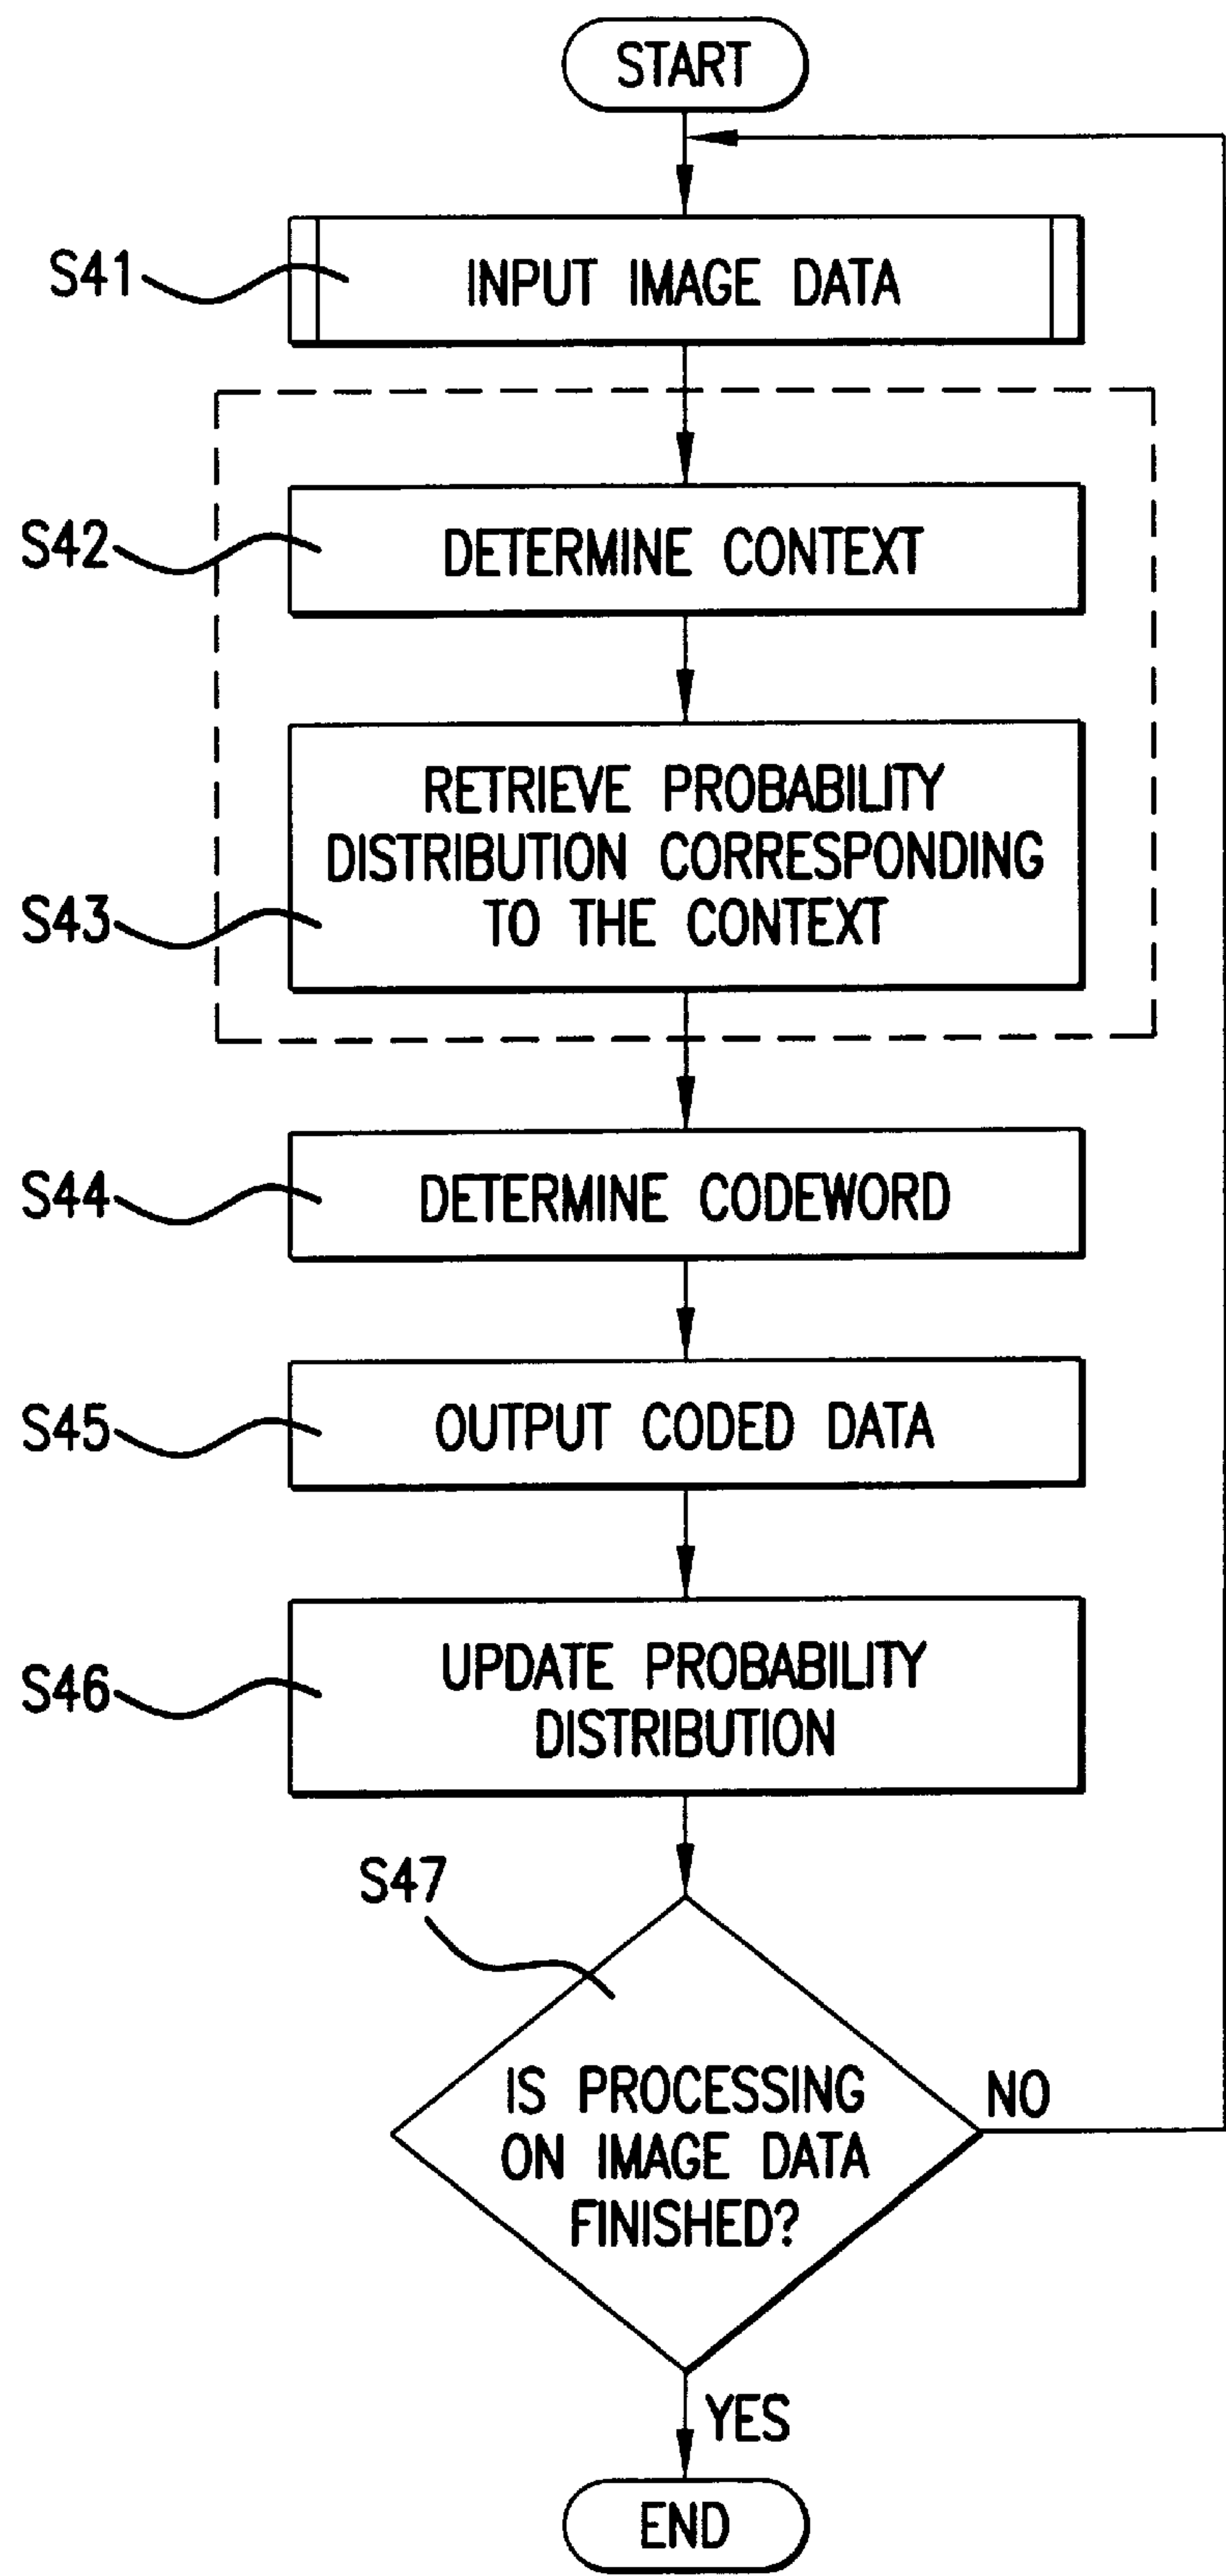 START
S41
INPUT IMAGE DATA
S42
DETERMINE CONTEXT
RETRIEVE PROBABILITY
DISTRIBUTION CORRESPONDING
TO THE CONTEXT
S43
S44
DETERMINE CODEWORD
S45
OUTPUT CODED DATA
S46
UPDATE PROBABILITY
DISTRIBUTION
S47
IS PROCESSING
ON IMAGE DATA
FINISHED?
NO
YES
END